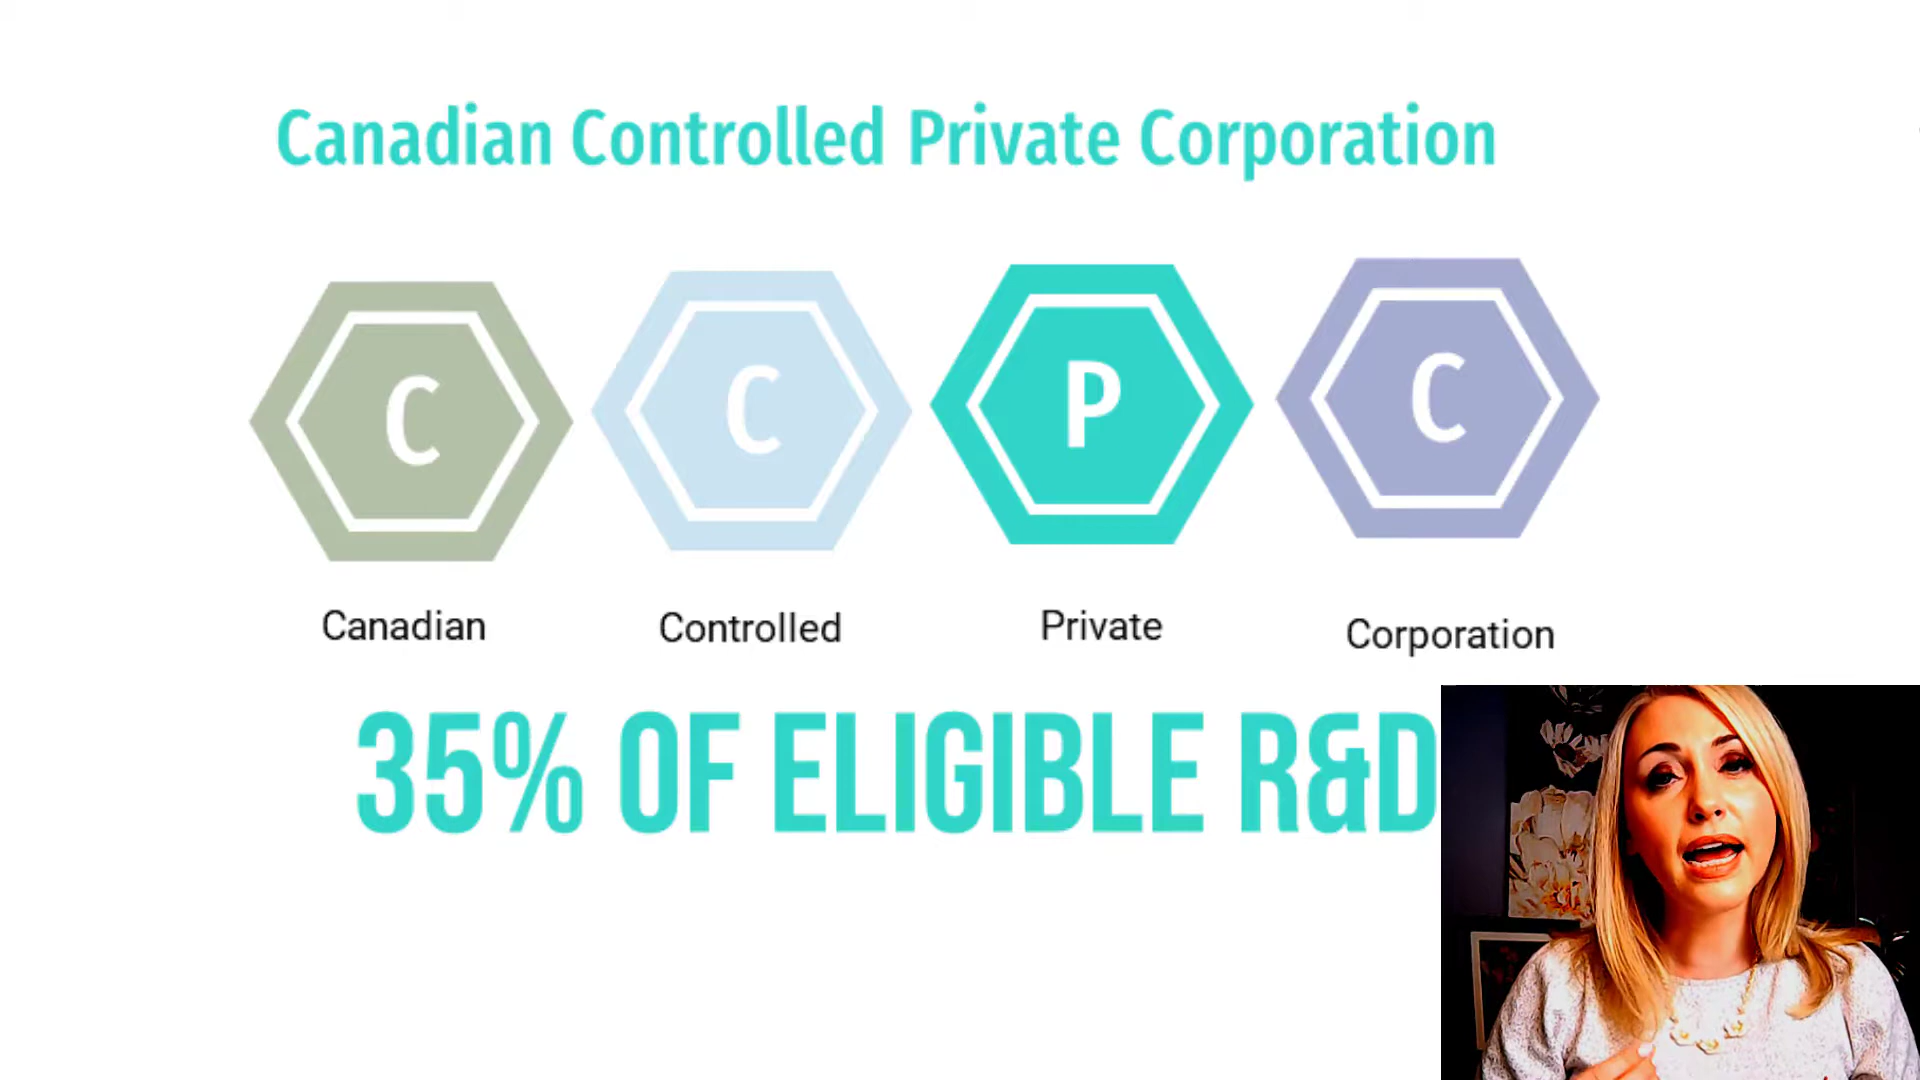 Canadian Controlled Private Corporation
C C P C
Canadian Controlled Private Corporation
35% OF ELIGIBLE R&D